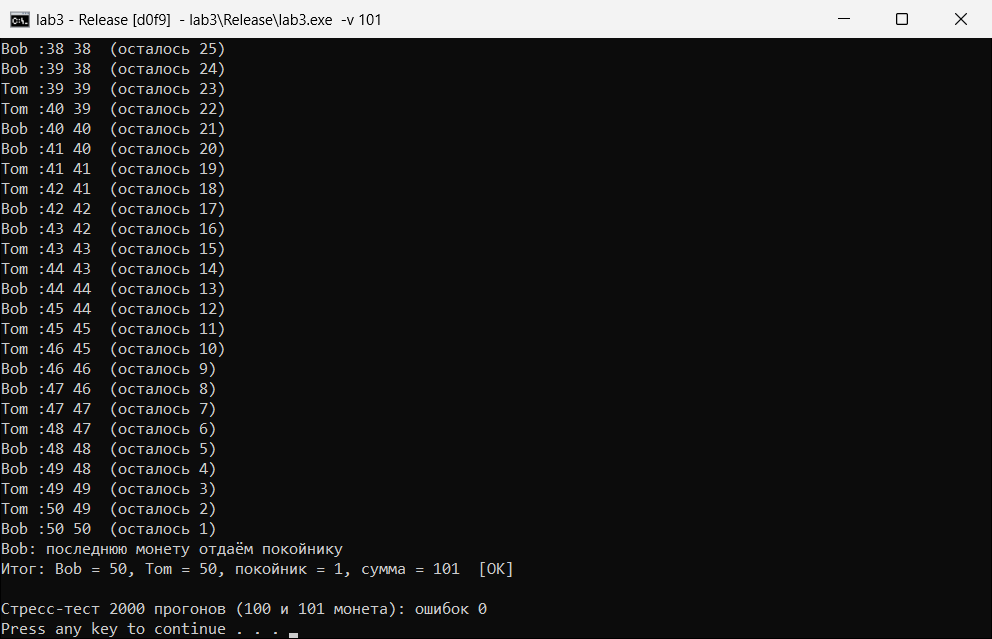 lab3 - Release [d0f9] - lab3\Release\lab3.exe -v 101
Bob :38 38 (осталось 25)
Bob :39 38 (осталось 24)
Tom :39 39 (осталось 23)
Tom :40 39 (осталось 22)
Bob :40 40 (осталось 21)
Bob :41 40 (осталось 20)
Tom :41 41 (осталось 19)
Tom :42 41 (осталось 18)
Bob :42 42 (осталось 17)
Bob :43 42 (осталось 16)
Tom :43 43 (осталось 15)
Tom :44 43 (осталось 14)
Bob :44 44 (осталось 13)
Bob :45 44 (осталось 12)
Tom :45 45 (осталось 11)
Tom :46 45 (осталось 10)
Bob :46 46 (осталось 9)
Bob :47 46 (осталось 8)
Tom :47 47 (осталось 7)
Tom :48 47 (осталось 6)
Bob :48 48 (осталось 5)
Bob :49 48 (осталось 4)
Tom :49 49 (осталось 3)
Tom :50 49 (осталось 2)
Bob :50 50 (осталось 1)
Bob: последнюю монету отдаём покойнику
Итог: Bob = 50, Tom = 50, покойник = 1, сумма = 101 [OK]
Стресс-тест 2000 прогонов (100 и 101 монета): ошибок 0
Press any key to continue . . .